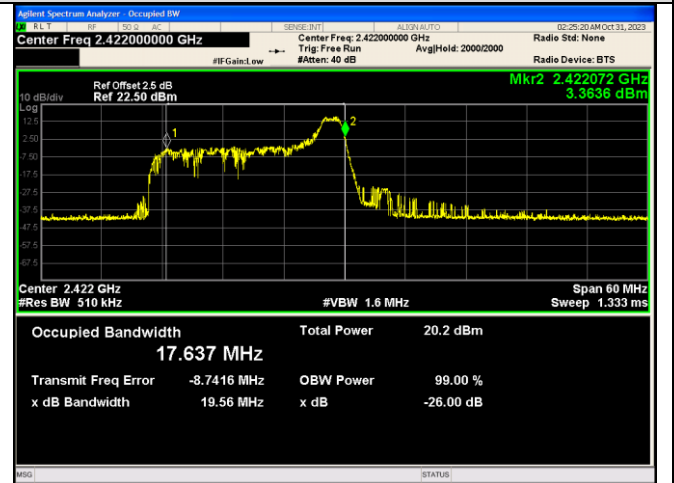 Agilent Spectrum Analyzer - Occupied BW
R L T RF 50 Ω AC SENSE:INT ALIGN AUTO 02:25:20 AM Oct 31, 2023
Center Freq 2.422000000 GHz Center Freq: 2.422000000 GHz Radio Std: None
Trig: Free Run Avg|Hold: 2000/2000
#IFGain:Low #Atten: 40 dB Radio Device: BTS
Ref Offset 2.5 dB Mkr2 2.422072 GHz
10 dB/div Ref 22.50 dBm 3.3636 dBm
Log
12.5
2.50
-7.50
-17.5
-27.5
-37.5
-47.5
-57.5
-67.5
1
2
Center 2.422 GHz Span 60 MHz
#Res BW 510 kHz #VBW 1.6 MHz Sweep 1.333 ms
Occupied Bandwidth Total Power 20.2 dBm
17.637 MHz
Transmit Freq Error -8.7416 MHz OBW Power 99.00 %
x dB Bandwidth 19.56 MHz x dB -26.00 dB
MSG STATUS